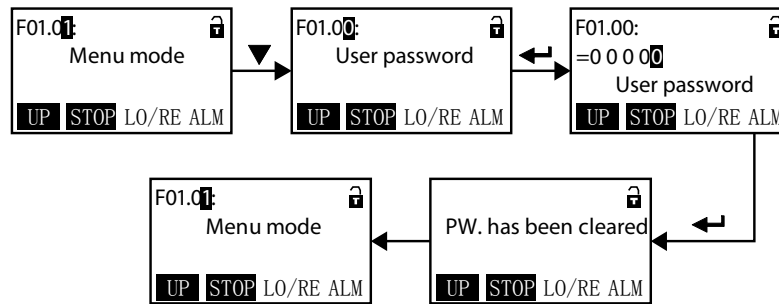 F01.01:
Menu mode
UP STOP LO/RE ALM
F01.00:
User password
UP STOP LO/RE ALM
F01.00:
=0 0 0 0 0
User password
UP STOP LO/RE ALM
PW. has been cleared
UP STOP LO/RE ALM
F01.01:
Menu mode
UP STOP LO/RE ALM